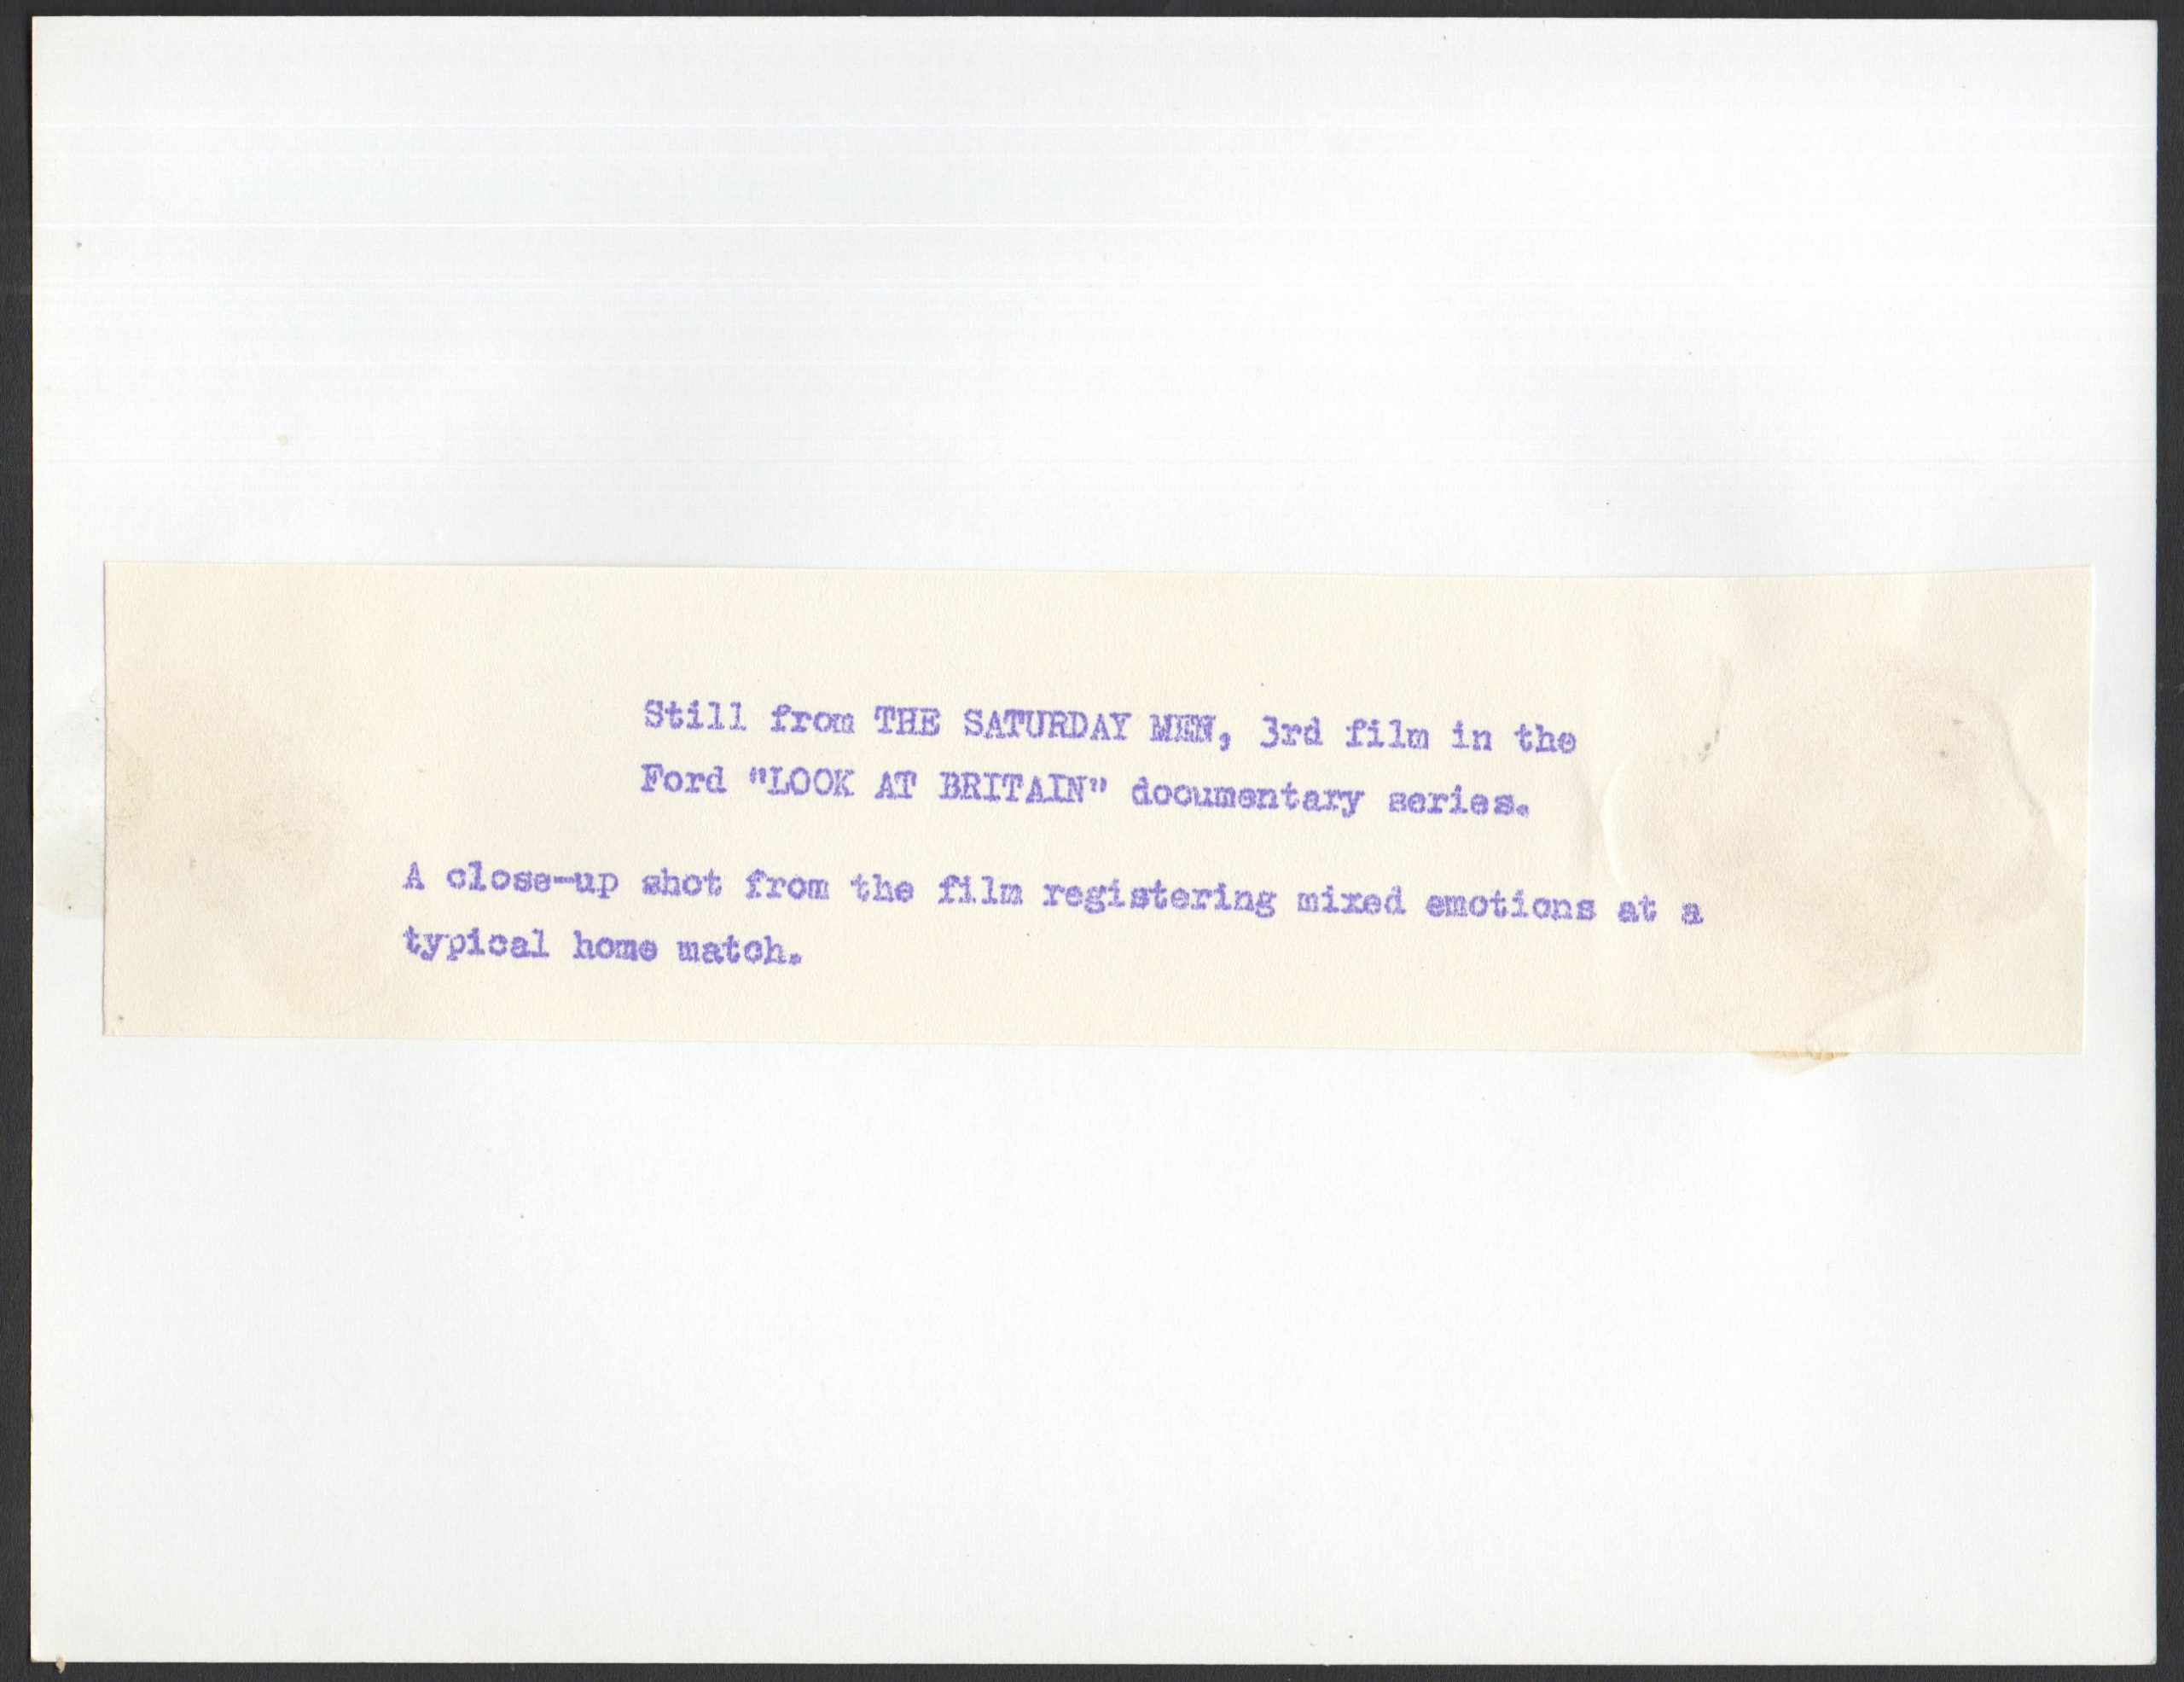 Still from THE SATURDAY MEN, 3rd film in the
Ford "LOOK AT BRITAIN" documentary series.
A close-up shot from the film registering mixed emotions at a
typical home match.